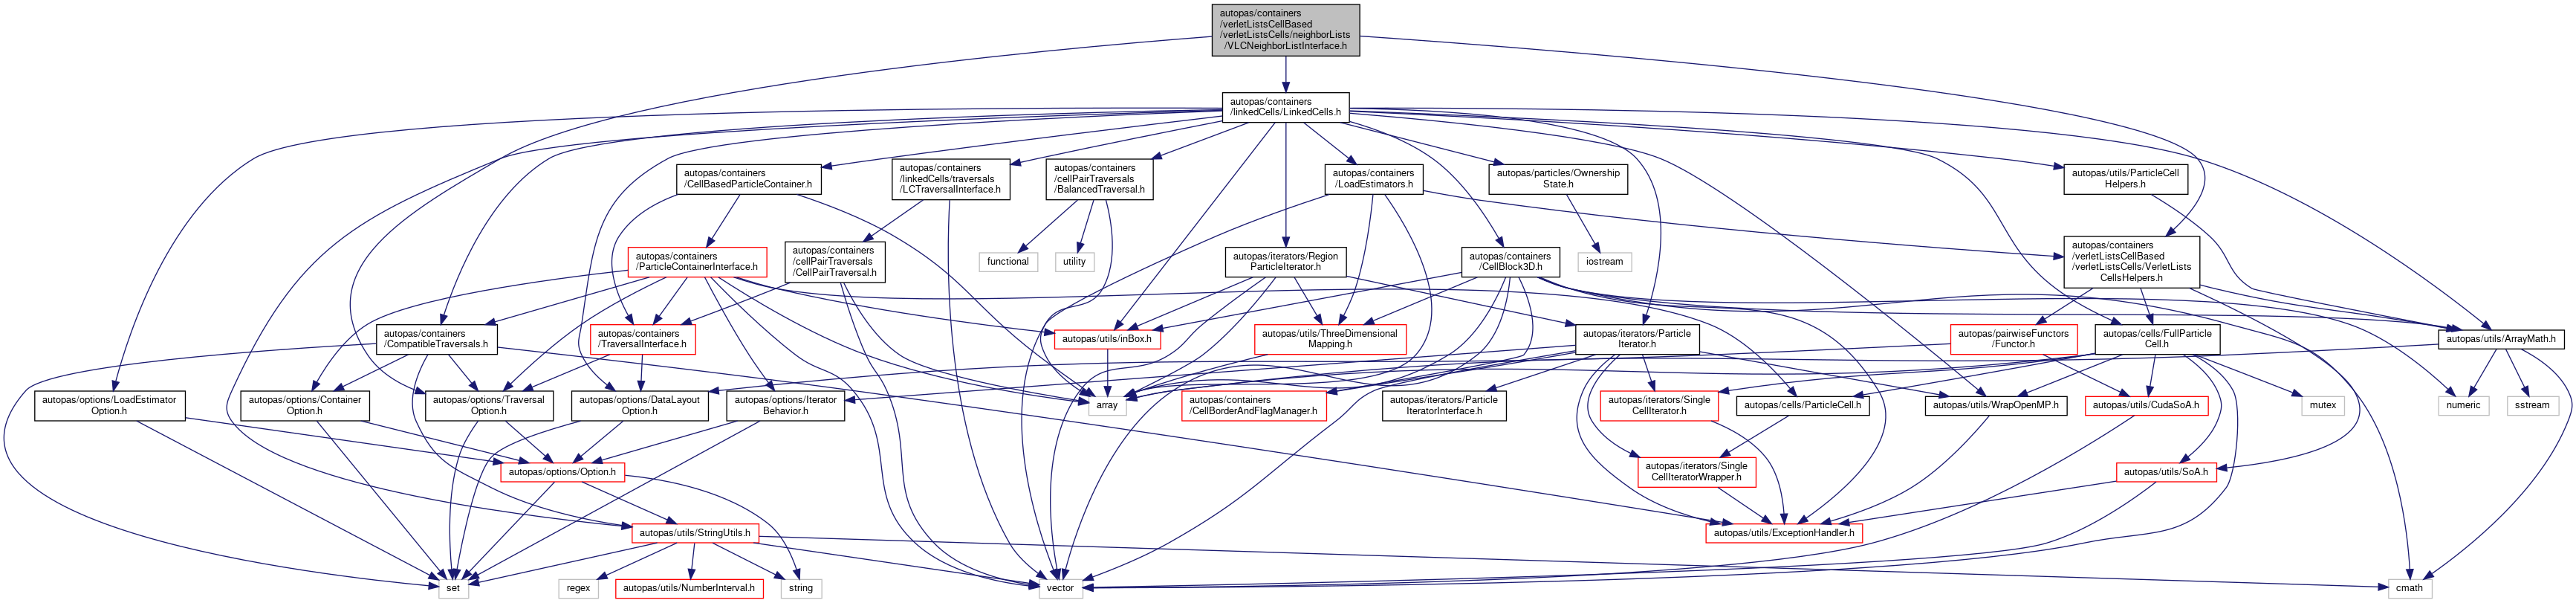 autopas/containers
/verletListsCellBased
/verletListsCells/neighborLists
/VLCNeighborListInterface.h
autopas/containers
/linkedCells/LinkedCells.h
autopas/containers
/CellBasedParticleContainer.h
autopas/containers
/linkedCells/traversals
/LCTraversalInterface.h
autopas/containers
/cellPairTraversals
/BalancedTraversal.h
autopas/containers
/LoadEstimators.h
autopas/particles/Ownership
State.h
autopas/utils/ParticleCell
Helpers.h
autopas/containers
/ParticleContainerInterface.h
autopas/containers
/cellPairTraversals
/CellPairTraversal.h
functional
utility
autopas/iterators/Region
ParticleIterator.h
autopas/containers
/CellBlock3D.h
iostream
autopas/containers
/verletListsCellBased
/verletListsCells/VerletLists
CellsHelpers.h
autopas/containers
/CompatibleTraversals.h
autopas/containers
/TraversalInterface.h
autopas/utils/inBox.h
autopas/utils/ThreeDimensional
Mapping.h
autopas/iterators/Particle
Iterator.h
autopas/pairwiseFunctors
/Functor.h
autopas/cells/FullParticle
Cell.h
autopas/utils/ArrayMath.h
autopas/options/LoadEstimator
Option.h
autopas/options/Container
Option.h
autopas/options/Traversal
Option.h
autopas/options/DataLayout
Option.h
autopas/options/Iterator
Behavior.h
array
autopas/containers
/CellBorderAndFlagManager.h
autopas/iterators/Particle
IteratorInterface.h
autopas/iterators/Single
CellIterator.h
autopas/cells/ParticleCell.h
autopas/utils/WrapOpenMP.h
autopas/utils/CudaSoA.h
mutex
numeric
sstream
autopas/options/Option.h
autopas/iterators/Single
CellIteratorWrapper.h
autopas/utils/SoA.h
autopas/utils/StringUtils.h
autopas/utils/ExceptionHandler.h
set
regex
autopas/utils/NumberInterval.h
string
vector
cmath